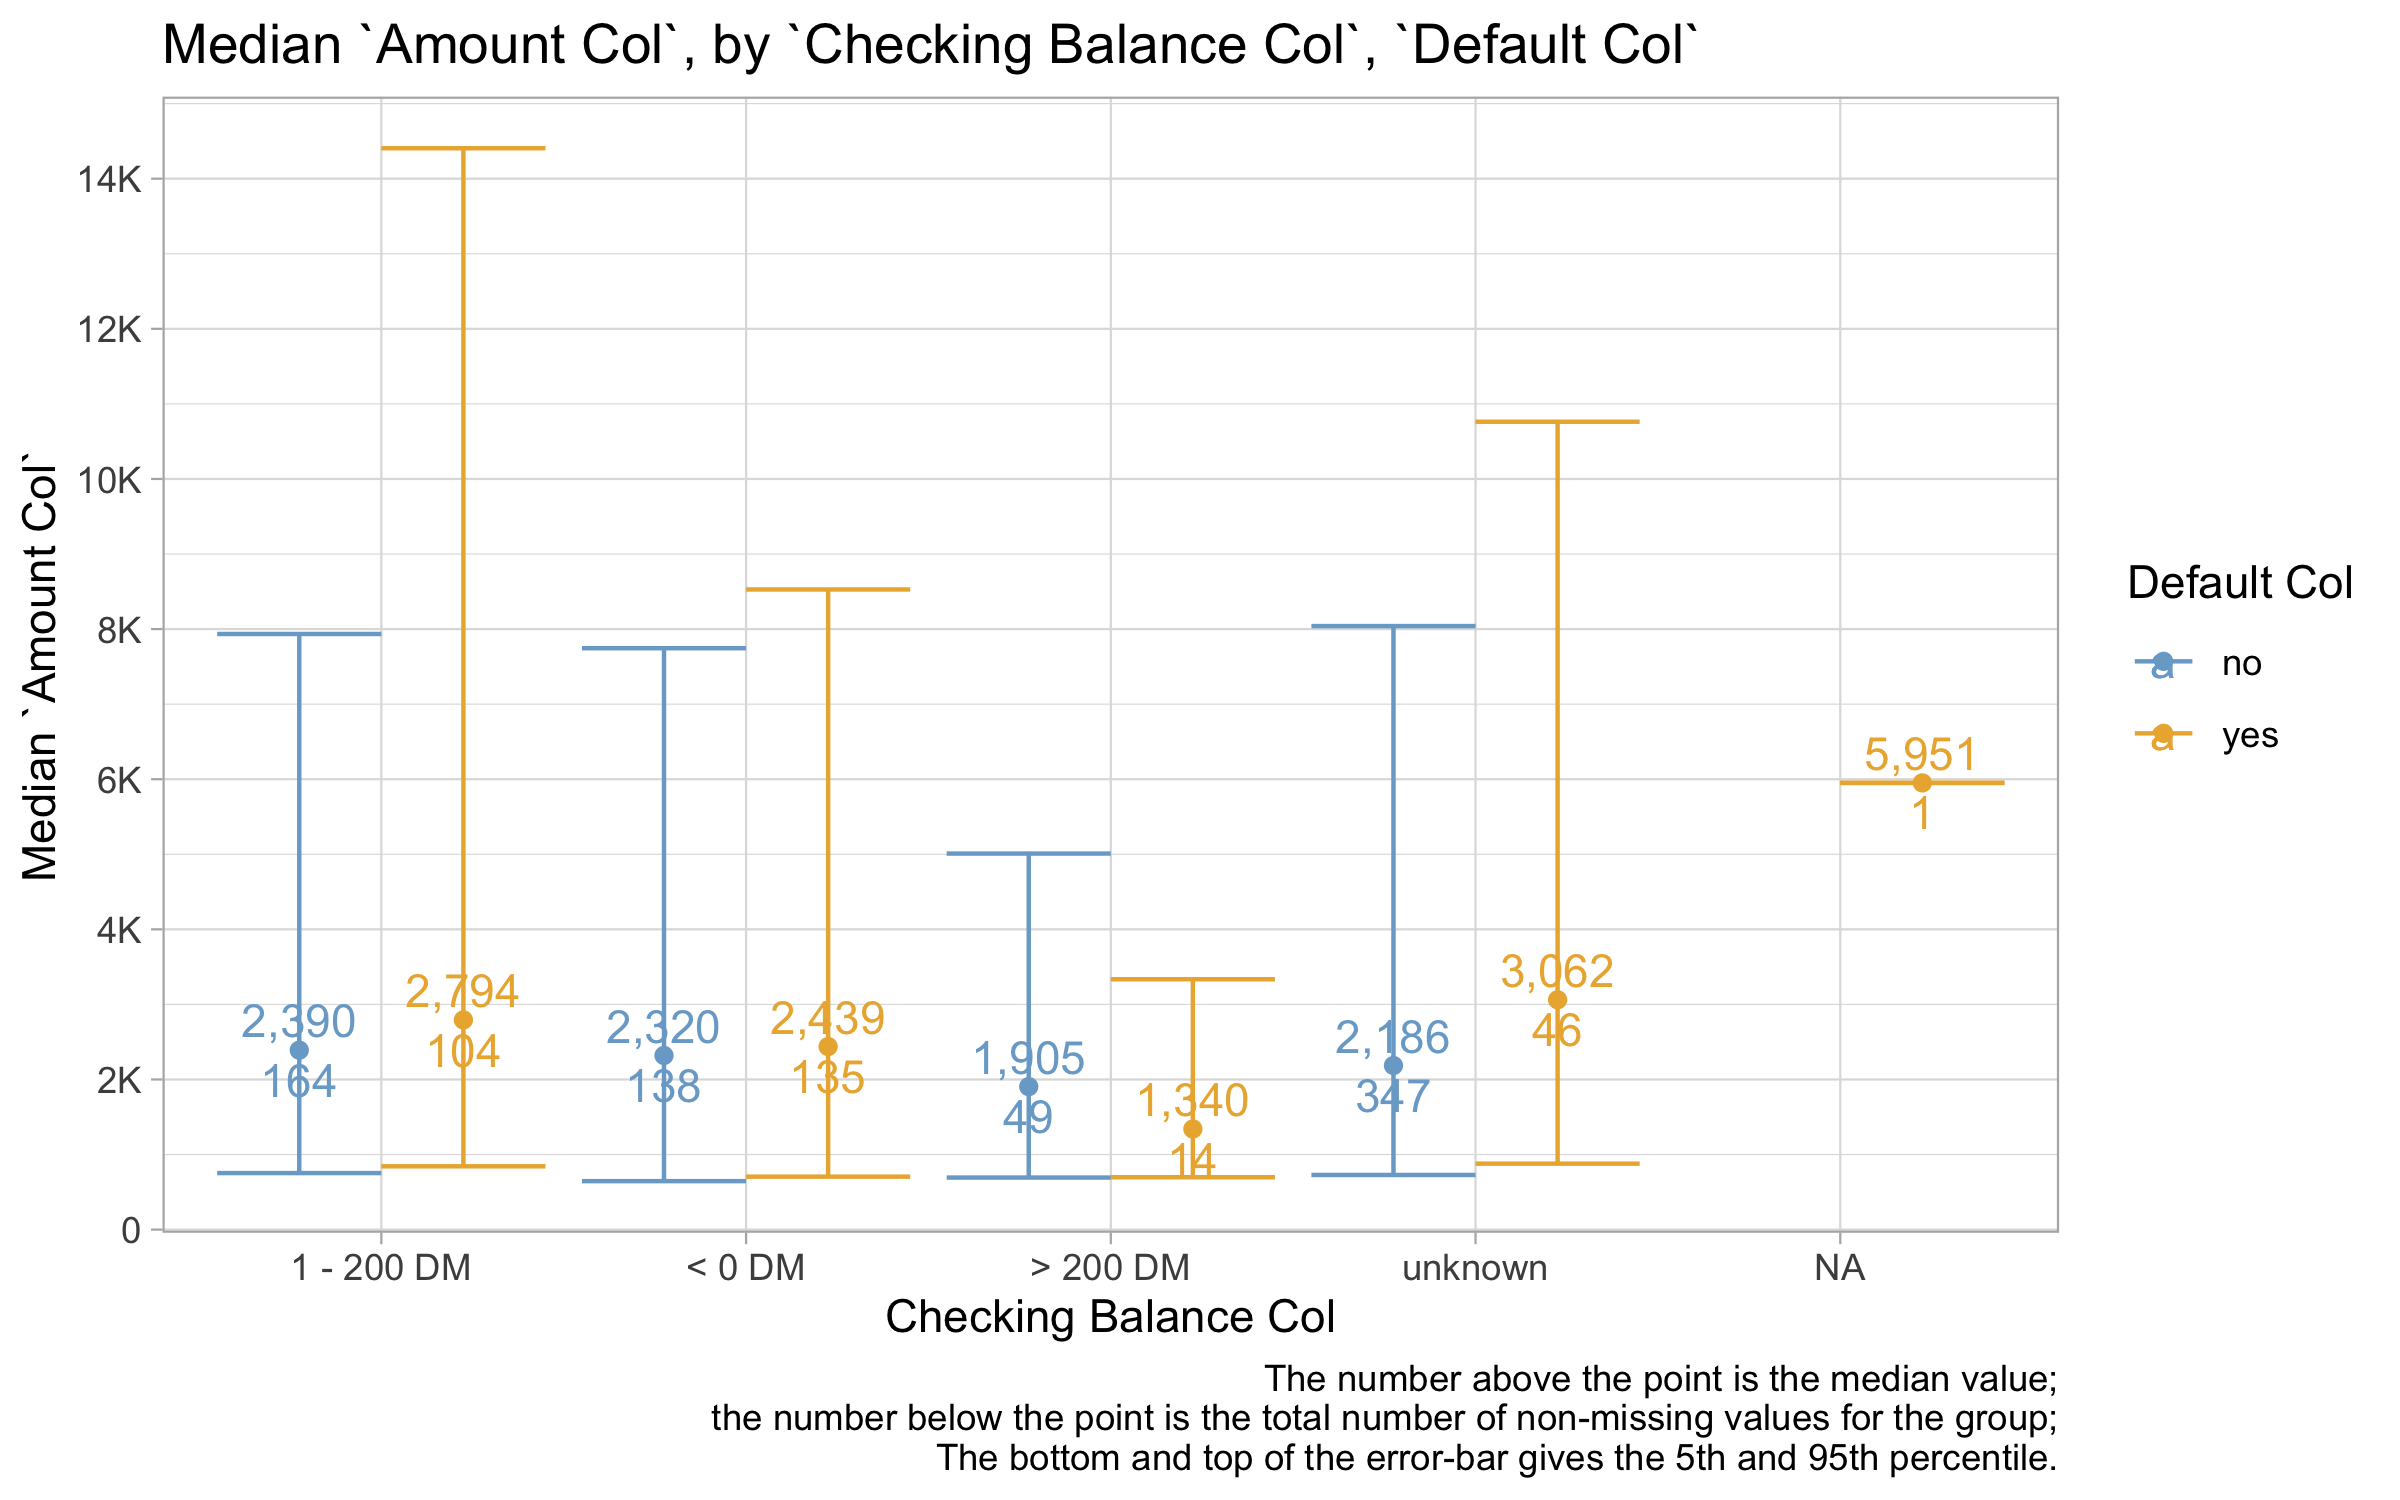 Median `Amount Col`, by `Checking Balance Col`, `Default Col`
Median `Amount Col`
14K
12K
10K
8K
6K
4K
2K
0
2,390
164
2,794
104
2,320
138
2,439
135
1,905
49
1,340
14
2,186
347
3,062
46
5,951
1
1 - 200 DM
< 0 DM
> 200 DM
unknown
NA
Checking Balance Col
Default Col
a no
a yes
The number above the point is the median value;
the number below the point is the total number of non-missing values for the group;
The bottom and top of the error-bar gives the 5th and 95th percentile.